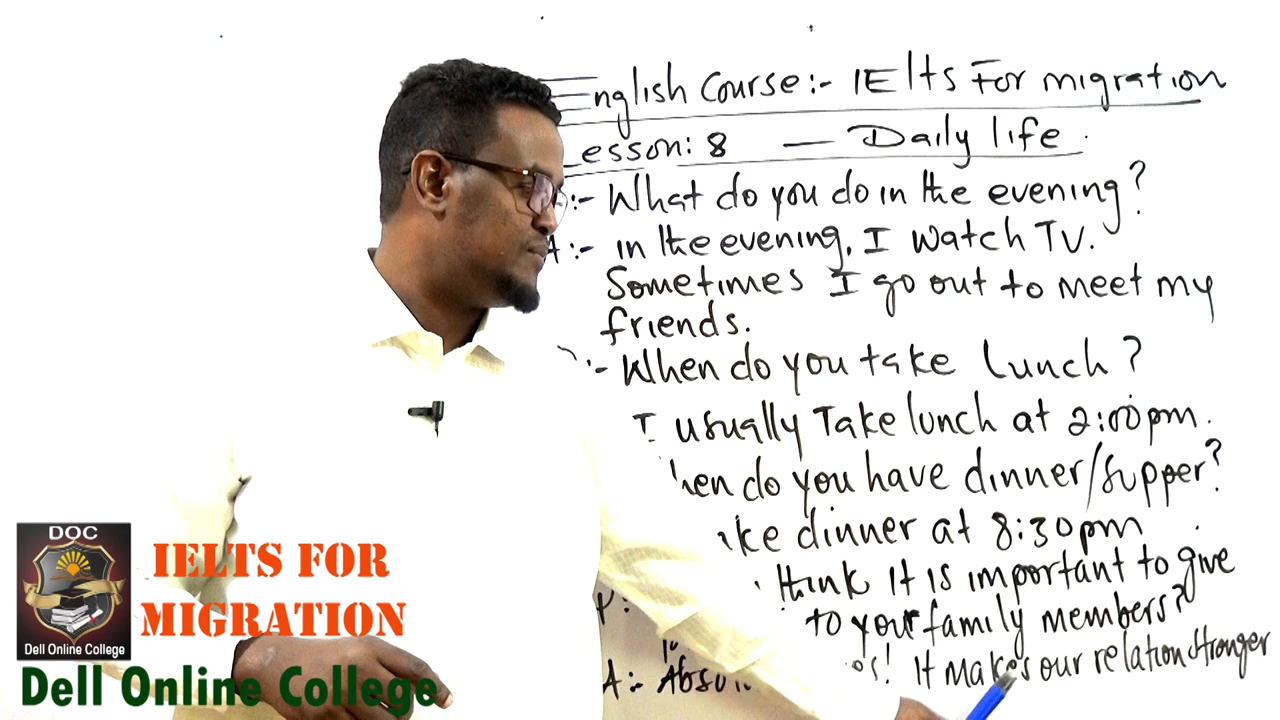 English Course:- IElts For migration
Lesson: 8 — Daily life.
:- What do you do in the evening?
A:- in the evening, I watch TV.
Sometimes I go out to meet my
friends.
:- When do you take lunch?
I usually Take lunch at 2:00pm.
do you have dinner/supper?
dinner at 8:30pm
think it is important to give
to your family members?
A:- it makes our relation stronger
DOC
Dell Online College
IELTS FOR
MIGRATION
Dell Online College